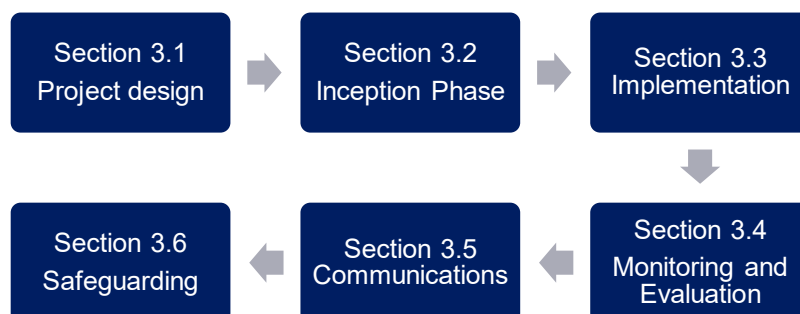 Section 3.1
Project design
Section 3.2
Inception Phase
Section 3.3
Implementation
Section 3.4
Monitoring and
Evaluation
Section 3.5
Communications
Section 3.6
Safeguarding